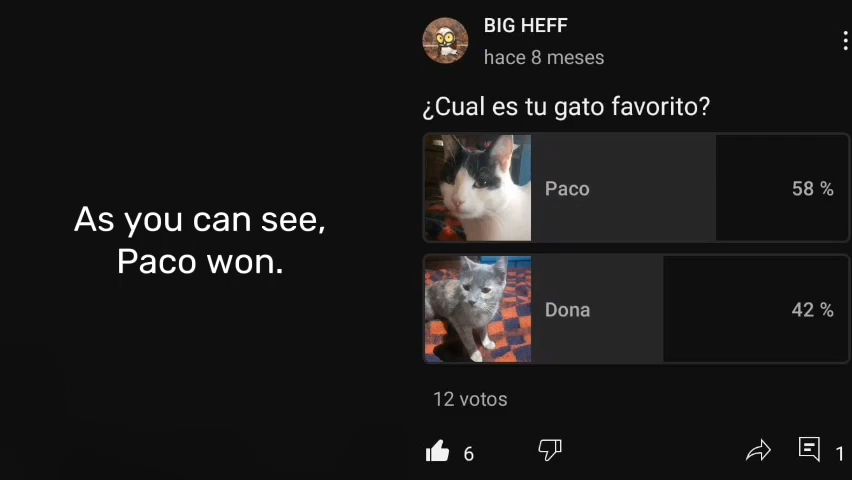 As you can see,
Paco won.
BIG HEFF
hace 8 meses
¿Cual es tu gato favorito?
Paco
58 %
Dona
42 %
12 votos
6
1